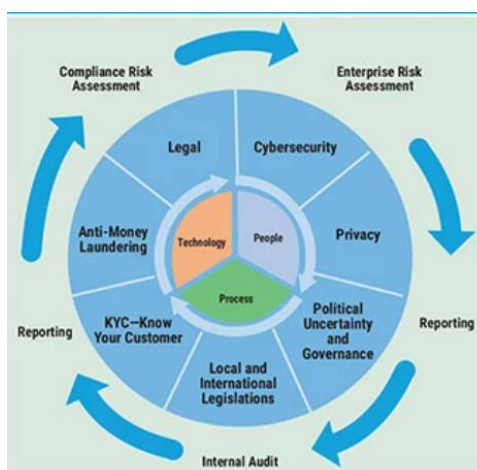 Compliance Risk
Assessment
Enterprise Risk
Assessment
Legal
Cybersecurity
Anti-Money
Laundering
Technology
People
Privacy
Process
Reporting
KYC—Know
Your Customer
Political
Uncertainty
and
Governance
Reporting
Local and
International
Legislations
Internal Audit